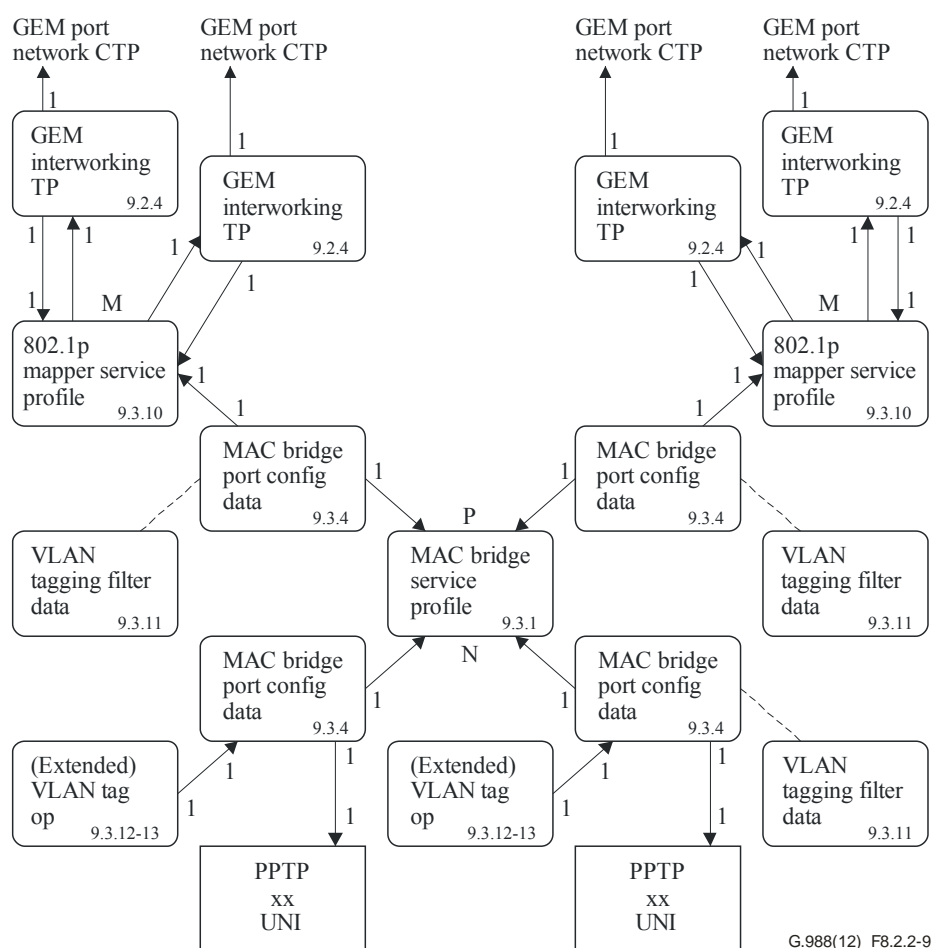 GEM port
network CTP
GEM port
network CTP
GEM port
network CTP
GEM port
network CTP
1
1
1
1
GEM
interworking
TP
9.2.4
GEM
interworking
TP
9.2.4
GEM
interworking
TP
9.2.4
GEM
interworking
TP
9.2.4
1
1
1
1
1
M
1
1
1
1
1
M
1
802.1p
mapper service
profile
9.3.10
802.1p
mapper service
profile
9.3.10
1
1
1
1
MAC bridge
port config
data
9.3.4
1
MAC bridge
port config
data
9.3.4
1
P
VLAN
tagging filter
data
9.3.11
MAC bridge
service
profile
9.3.1
VLAN
tagging filter
data
9.3.11
N
MAC bridge
port config
data
9.3.4
1
MAC bridge
port config
data
9.3.4
1
(Extended)
VLAN tag
op
9.3.12-13
1
1
1
1
(Extended)
VLAN tag
op
9.3.12-13
1
1
1
1
VLAN
tagging filter
data
9.3.11
PPTP
xx
UNI
PPTP
xx
UNI
G.988(12)_F8.2.2-9